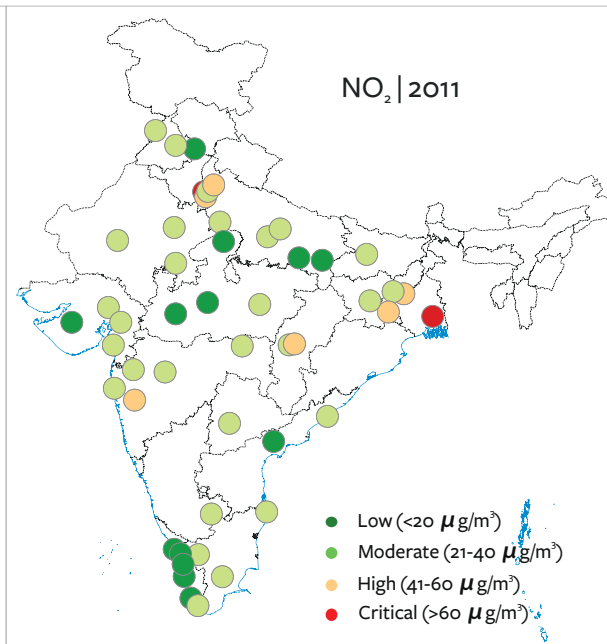 NO₂ | 2011
Low (<20 μg/m³)
Moderate (21-40 μg/m³)
High (41-60 μg/m³)
Critical (>60 μg/m³)